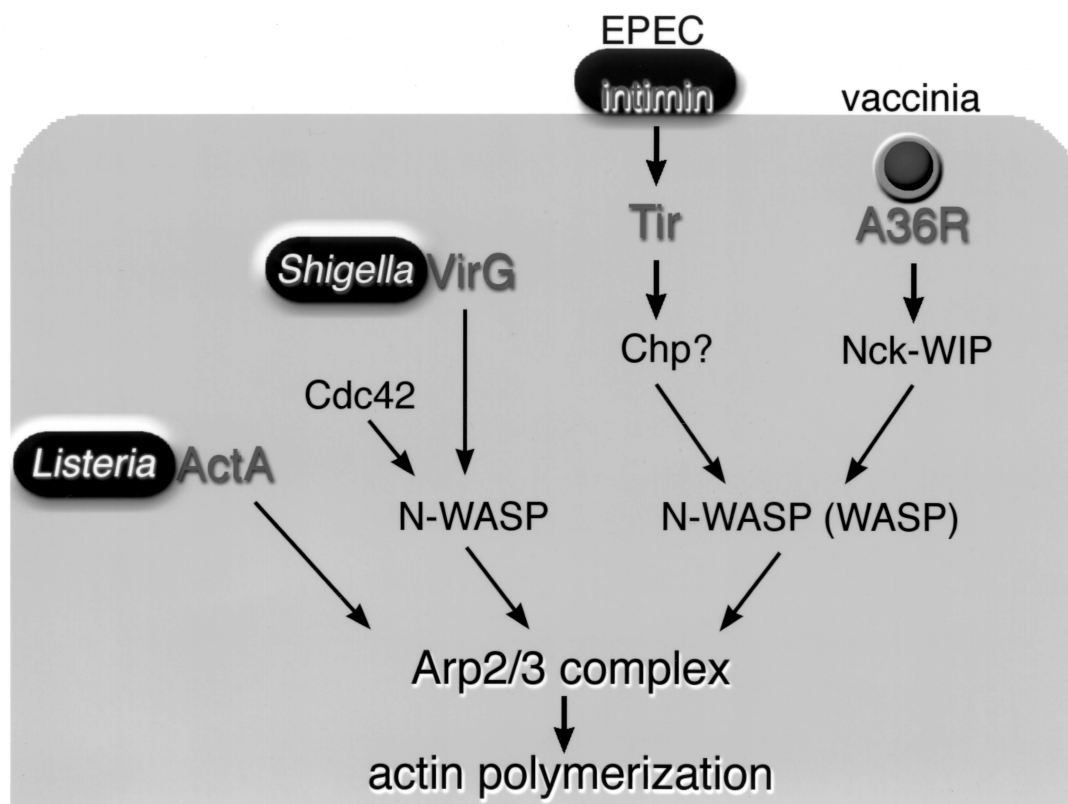 EPEC
intimin
vaccinia
Tir
A36R
Shigella VirG
Chp?
Nck-WIP
Cdc42
Listeria ActA
N-WASP
N-WASP (WASP)
Arp2/3 complex
actin polymerization